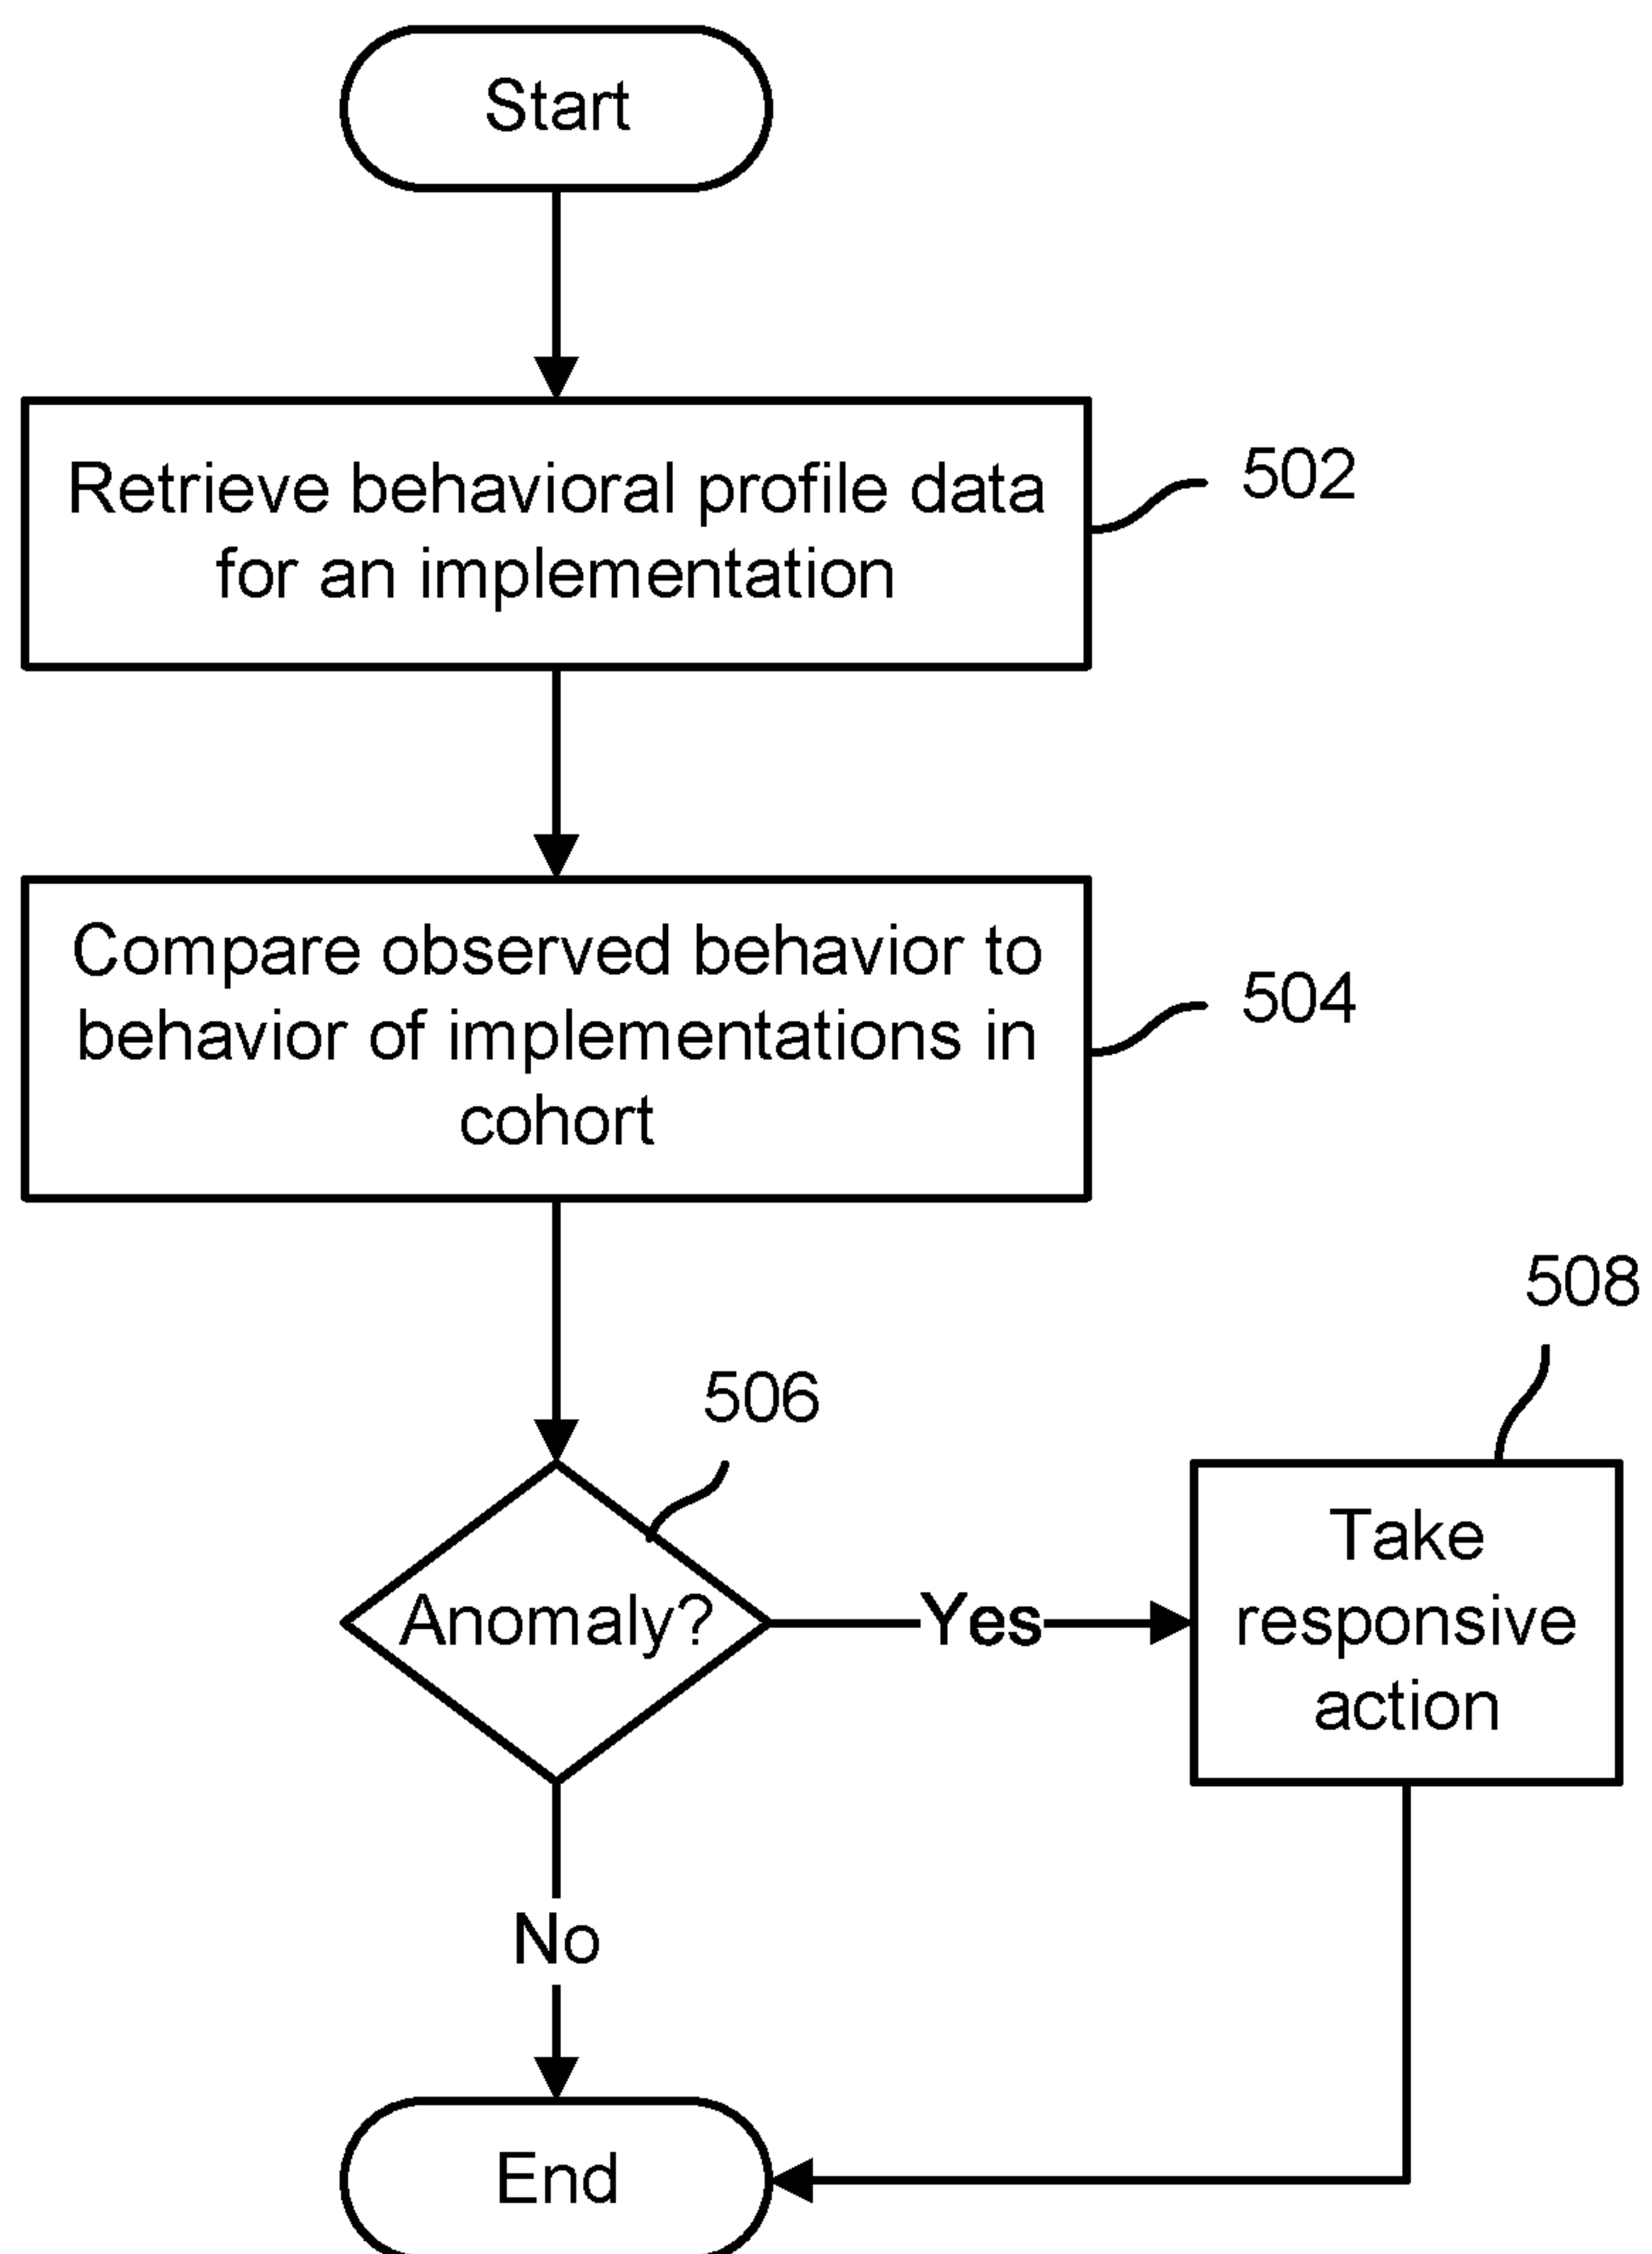 Start
Retrieve behavioral profile data
for an implementation
502
Compare observed behavior to
behavior of implementations in
cohort
504
506
508
Anomaly?
Yes
Take
responsive
action
No
End